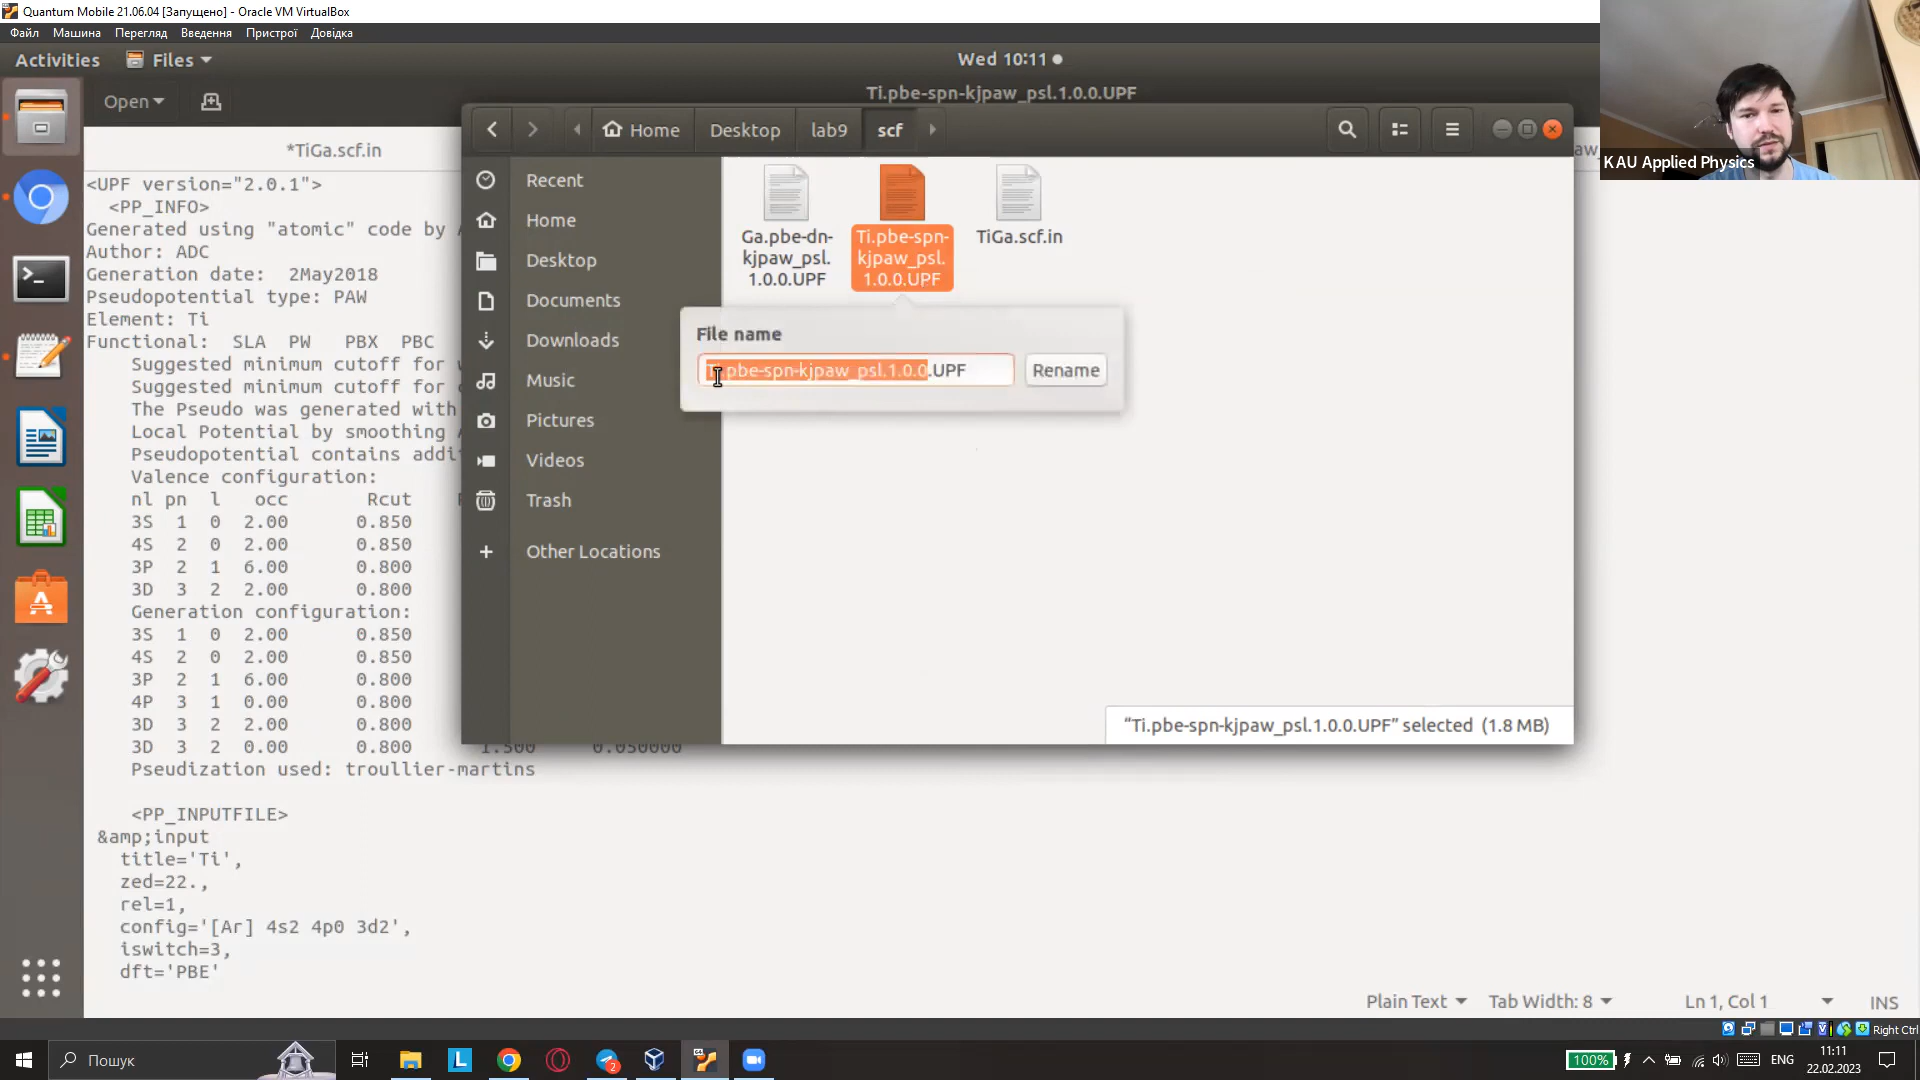 Quantum Mobile 21.06.04 [Запущено] - Oracle VM VirtualBox
Файл Машина Перегляд Введення Пристрої Довідка
Activities Files Wed 10:11
Open Ti.pbe-spn-kjpaw_psl.1.0.0.UPF
*TiGa.scf.in
Home Desktop lab9 scf
K AU Applied Physics
<UPF version="2.0.1">
<PP_INFO>
Generated using "atomic" code by
Author: ADC
Generation date: 2May2018
Pseudopotential type: PAW
Element: Ti
Functional: SLA PW PBX PBC
Suggested minimum cutoff for
Suggested minimum cutoff for
The Pseudo was generated with
Local Potential by smoothing
Pseudopotential contains
Valence configuration:
nl pn l occ Rcut
3S 1 0 2.00 0.850
4S 2 0 2.00 0.850
3P 2 1 6.00 0.800
3D 3 2 2.00 0.800
Generation configuration:
3S 1 0 2.00 0.850
4S 2 0 2.00 0.850
3P 2 1 6.00 0.800
4P 3 1 0.00 0.800
3D 3 2 2.00 0.800
3D 3 2 0.00 0.800 1.500 0.050000
Pseudization used: troullier-martins
<PP_INPUTFILE>
&amp;input
title='Ti',
zed=22.,
rel=1,
config='[Ar] 4s2 4p0 3d2',
iswitch=3,
dft='PBE'
Recent
Home
Desktop
Documents
Downloads
Music
Pictures
Videos
Trash
+ Other Locations
Ga.pbe-dn-
kjpaw_psl.
1.0.0.UPF
Ti.pbe-spn-
kjpaw_psl.
1.0.0.UPF
TiGa.scf.in
File name
Ti.pbe-spn-kjpaw_psl.1.0.0.UPF Rename
“Ti.pbe-spn-kjpaw_psl.1.0.0.UPF” selected (1.8 MB)
Plain Text Tab Width: 8 Ln 1, Col 1 INS
Right Ctrl
Пошук
2
100% ENG 11:11
22.02.2023